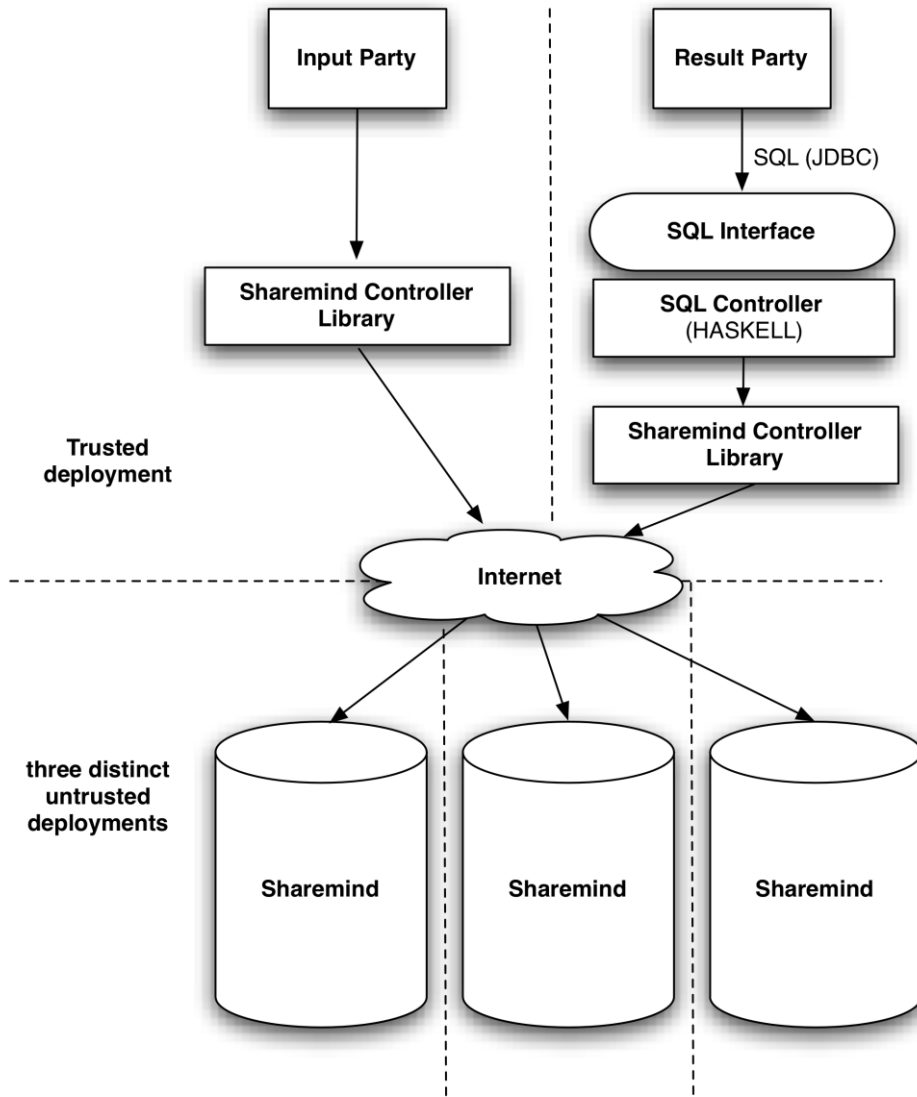 Input Party
Result Party
SQL (JDBC)
SQL Interface
Sharemind Controller
Library
SQL Controller
(HASKELL)
Sharemind Controller
Library
Trusted
deployment
Internet
three distinct
untrusted
deployments
Sharemind
Sharemind
Sharemind